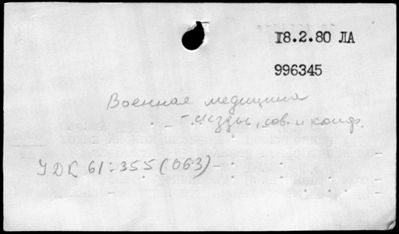 18.2.80 ЛА
996345
Военная медицина
- съезды, сов. и конф.
УДК 61:355(063)